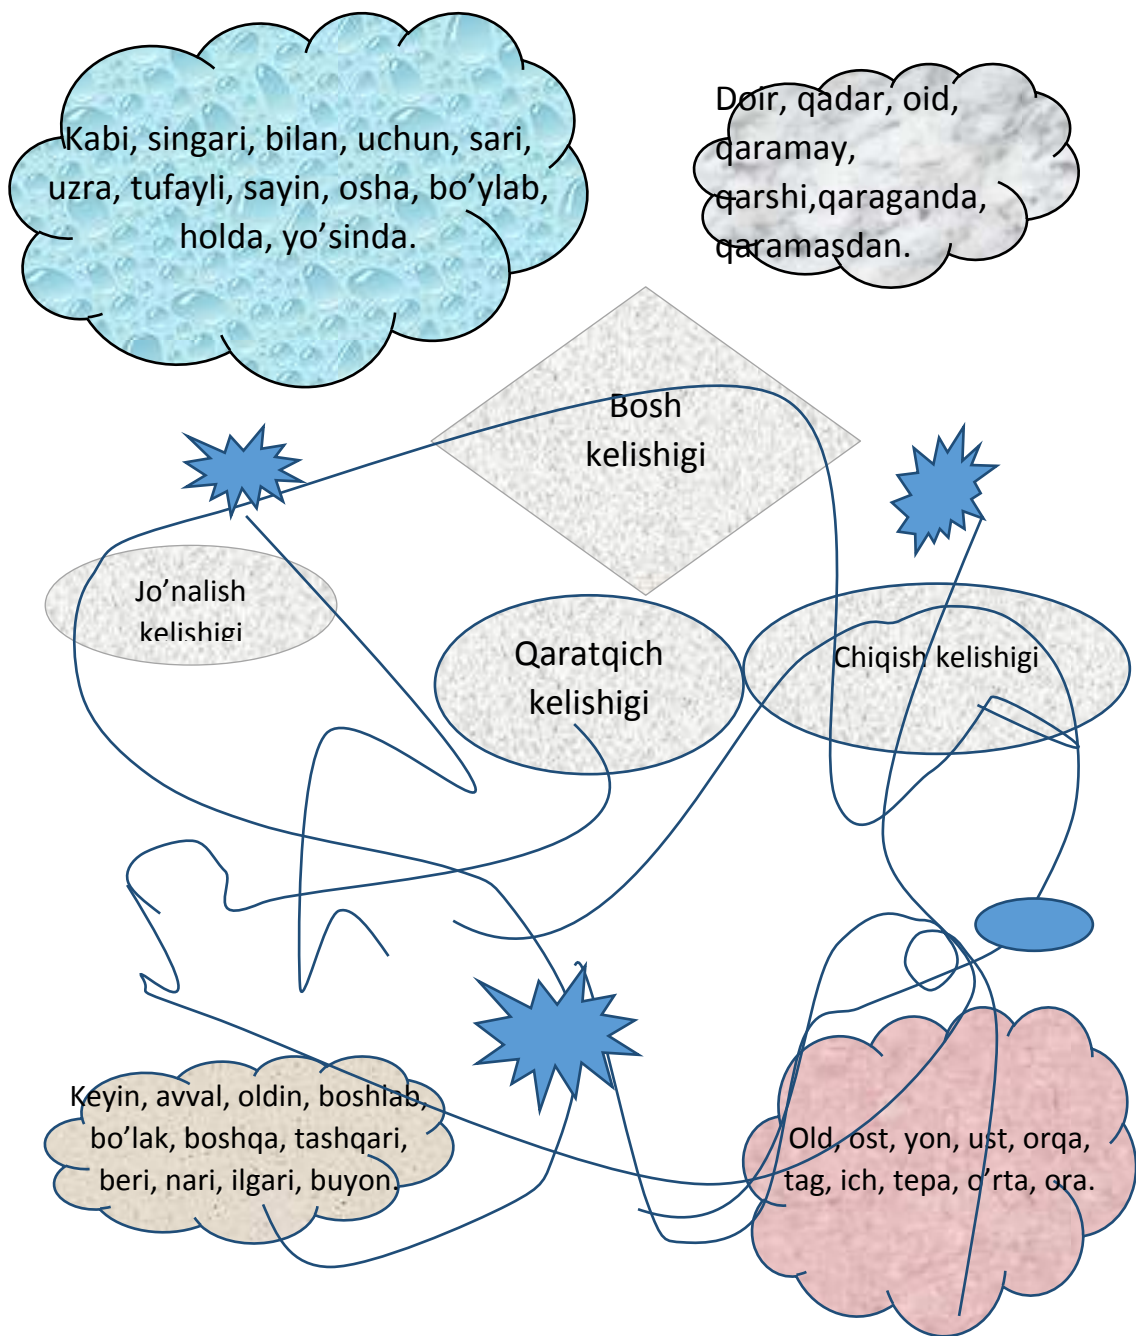 Kabi, singari, bilan, uchun, sari,
uzra, tufayli, sayin, osha, bo’ylab,
holda, yo’sinda.
Doir, qadar, oid,
qaramay,
qarshi,qaraganda,
qaramasdan.
Bosh
kelishigi
Jo’nalish
kelishigi
Qaratqich
kelishigi
Chiqish kelishigi
Keyin, avval, oldin, boshlab,
bo’lak, boshqa, tashqari,
beri, nari, ilgari, buyon.
Old, ost, yon, ust, orqa,
tag, ich, tepa, o’rta, ora.